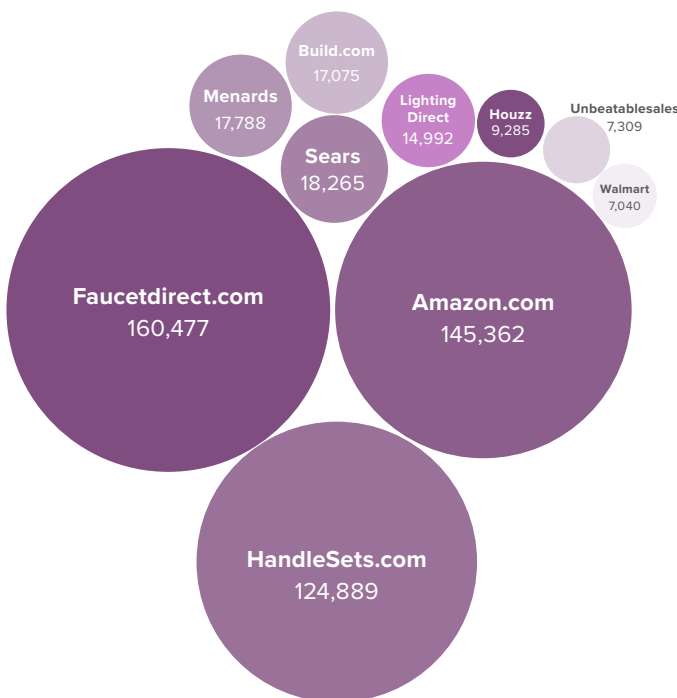 Build.com
17,075
Menards
17,788
Lighting
Direct
14,992
Houzz
9,285
Unbeatablesales
7,309
Sears
18,265
Walmart
7,040
Faucetdirect.com
160,477
Amazon.com
145,362
HandleSets.com
124,889